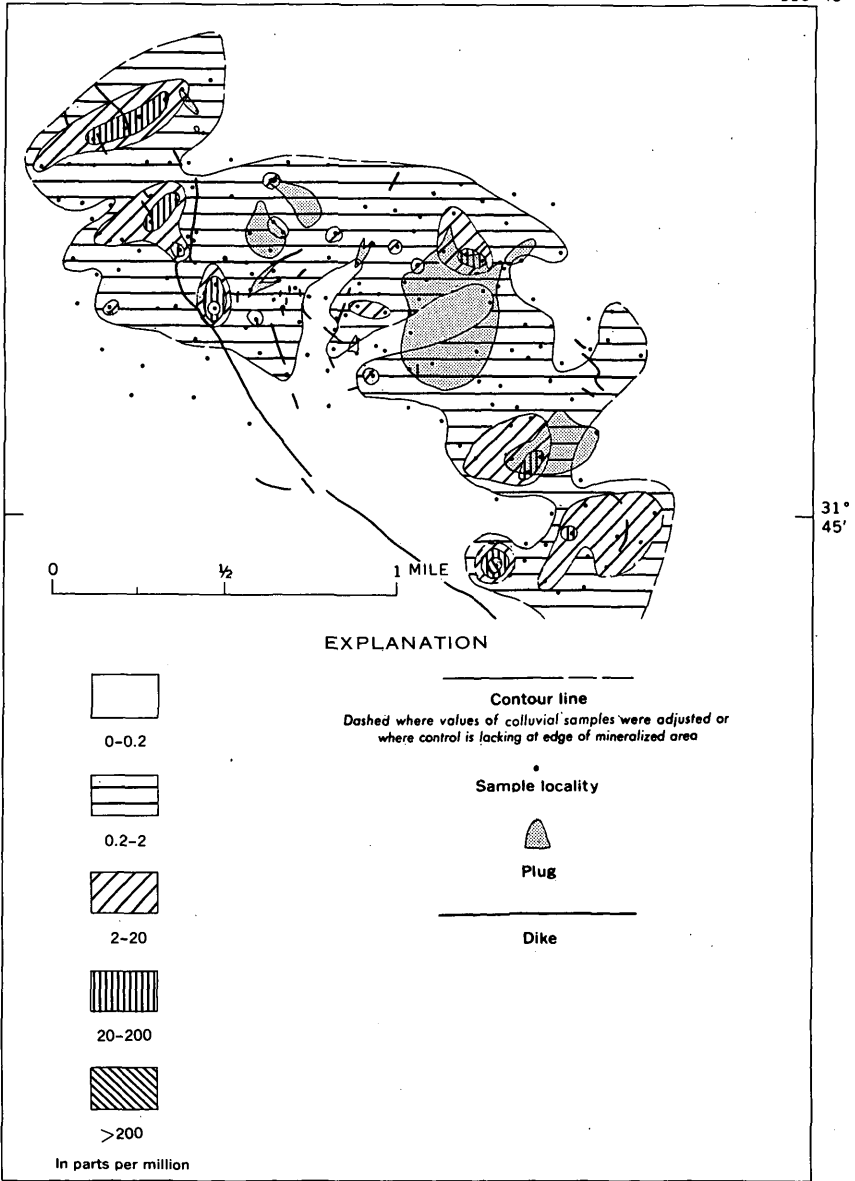 31°
45′
0 ½ 1 MILE
EXPLANATION
0-0.2
0.2-2
2-20
20-200
>200
In parts per million
Contour line
Dashed where values of colluvial samples were adjusted or
where control is lacking at edge of mineralized area
Sample locality
Plug
Dike